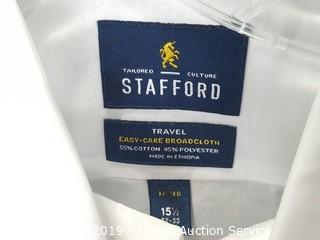 TAILORED CULTURE
STAFFORD
TRAVEL
EASY-CARE BROADCLOTH
55% COTTON 45% POLYESTER
MADE IN ETHIOPIA
FITTED
15½
2019 Auction Service